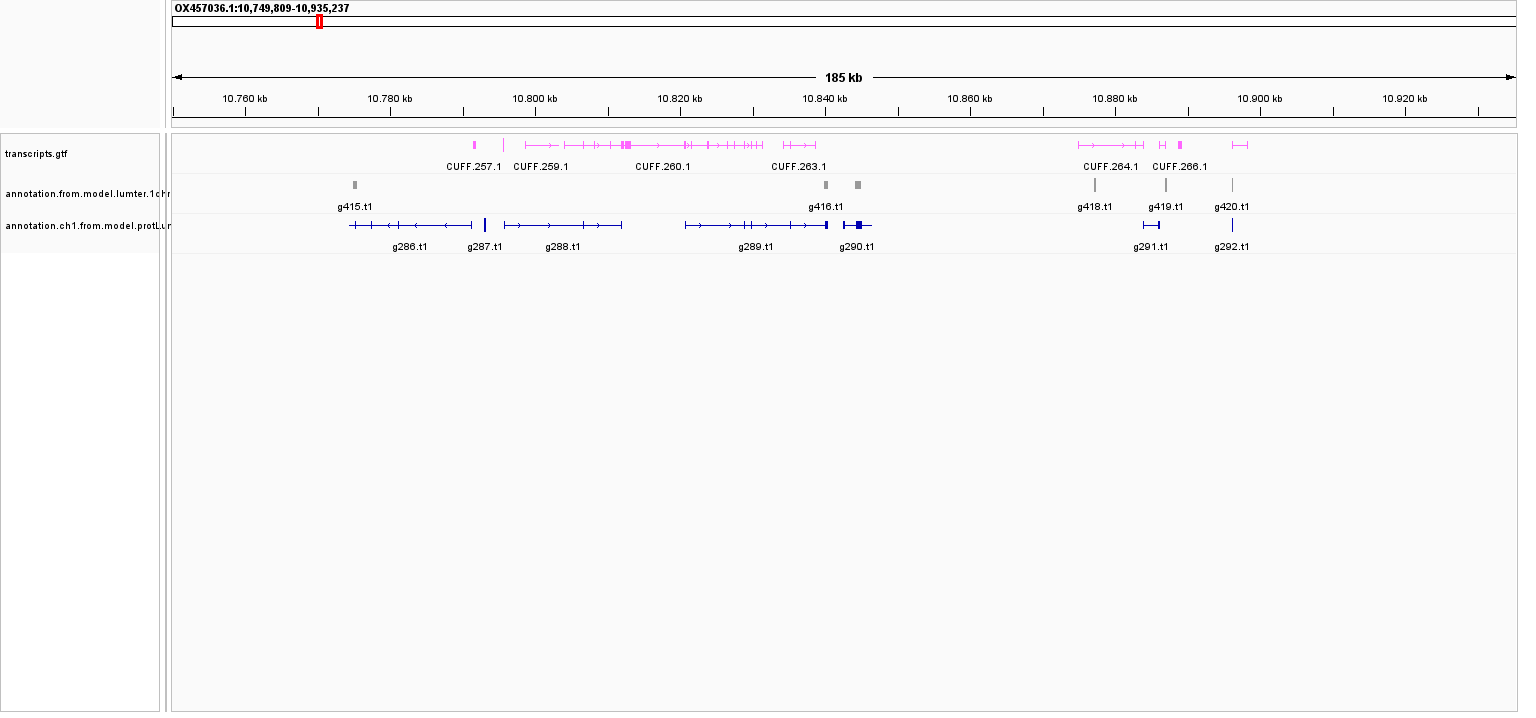 OX457036.1:10,749,809-10,935,237
185 kb
10.760 kb 10.780 kb 10.800 kb 10.820 kb 10.840 kb 10.860 kb 10.880 kb 10.900 kb 10.920 kb
transcripts.gtf
CUFF.257.1 CUFF.259.1 CUFF.260.1 CUFF.263.1 CUFF.264.1 CUFF.266.1
annotation.from.model.lumter.1chr
g415.t1 g416.t1 g418.t1 g419.t1 g420.t1
annotation.ch1.from.model.protLum
g286.t1 g287.t1 g288.t1 g289.t1 g290.t1 g291.t1 g292.t1